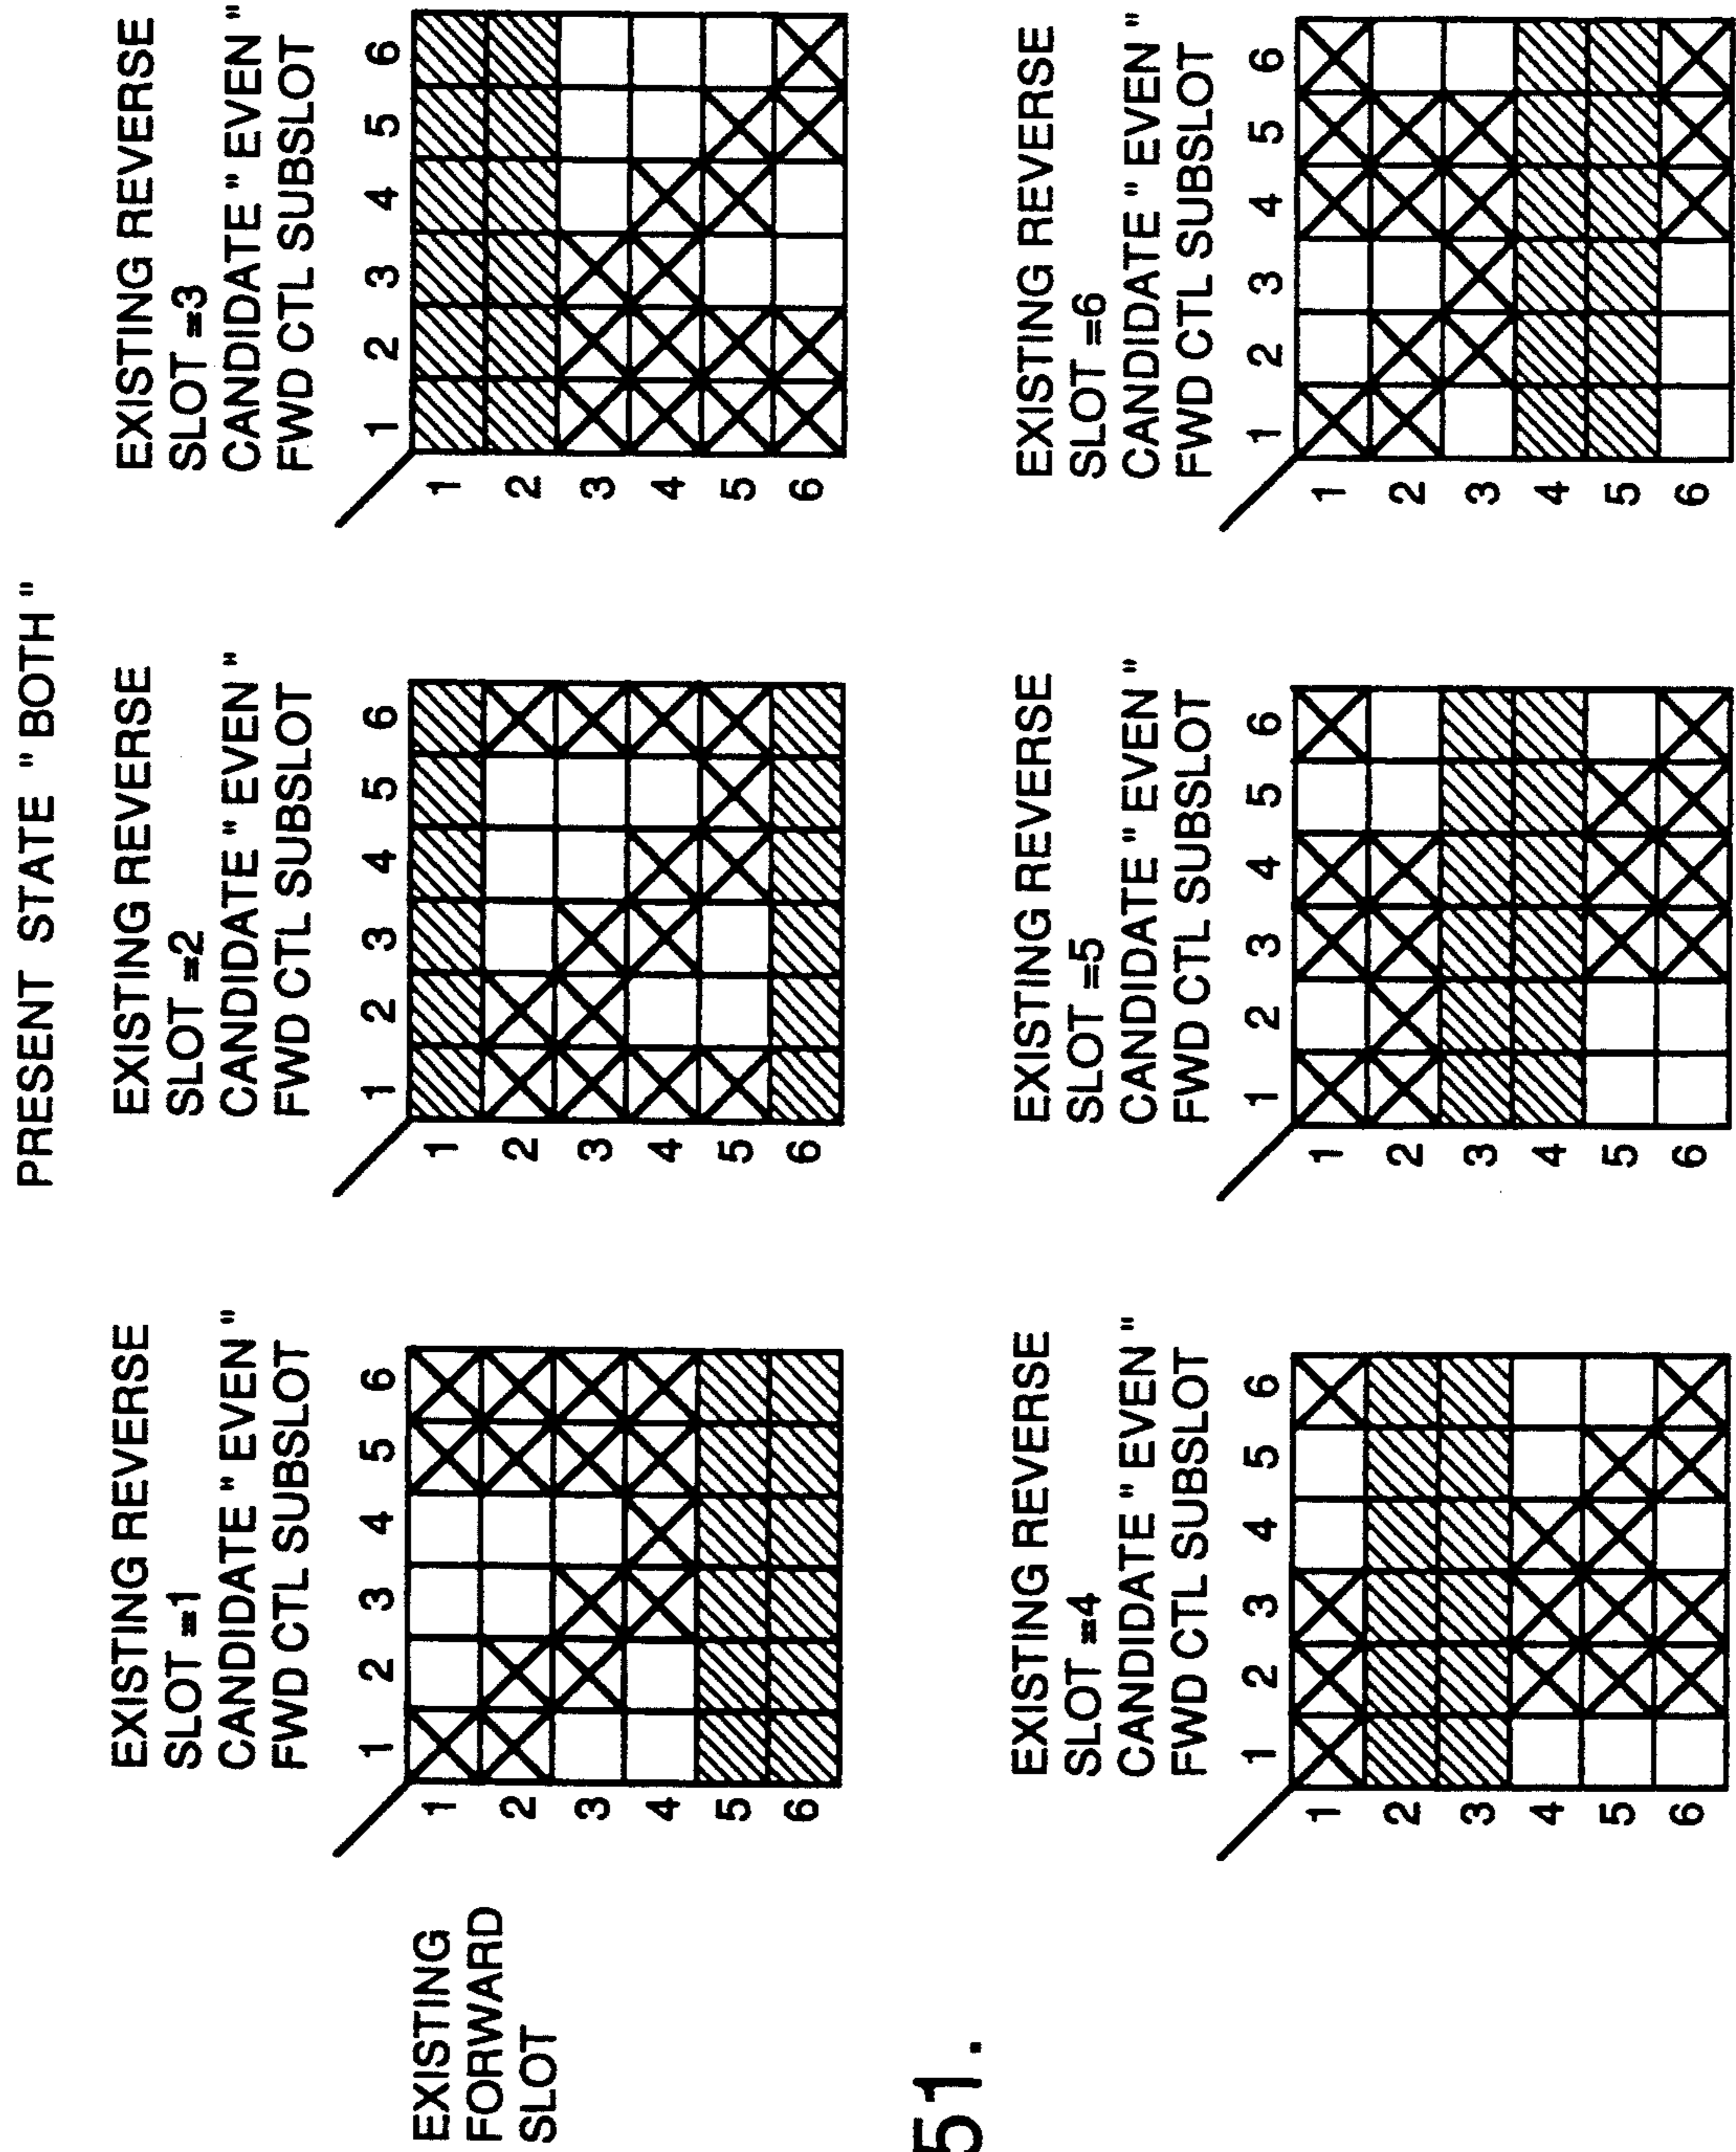 PRESENT STATE "BOTH"
EXISTING REVERSE
SLOT =1
CANDIDATE "EVEN"
FWD CTL SUBSLOT
1 2 3 4 5 6
EXISTING
FORWARD
SLOT
1
2
3
4
5
6
EXISTING REVERSE
SLOT =2
CANDIDATE "EVEN"
FWD CTL SUBSLOT
1 2 3 4 5 6
1
2
3
4
5
6
EXISTING REVERSE
SLOT =3
CANDIDATE "EVEN"
FWD CTL SUBSLOT
1 2 3 4 5 6
1
2
3
4
5
6
51.
EXISTING REVERSE
SLOT =4
CANDIDATE "EVEN"
FWD CTL SUBSLOT
1 2 3 4 5 6
1
2
3
4
5
6
EXISTING REVERSE
SLOT =5
CANDIDATE "EVEN"
FWD CTL SUBSLOT
1 2 3 4 5 6
1
2
3
4
5
6
EXISTING REVERSE
SLOT =6
CANDIDATE "EVEN"
FWD CTL SUBSLOT
1 2 3 4 5 6
1
2
3
4
5
6